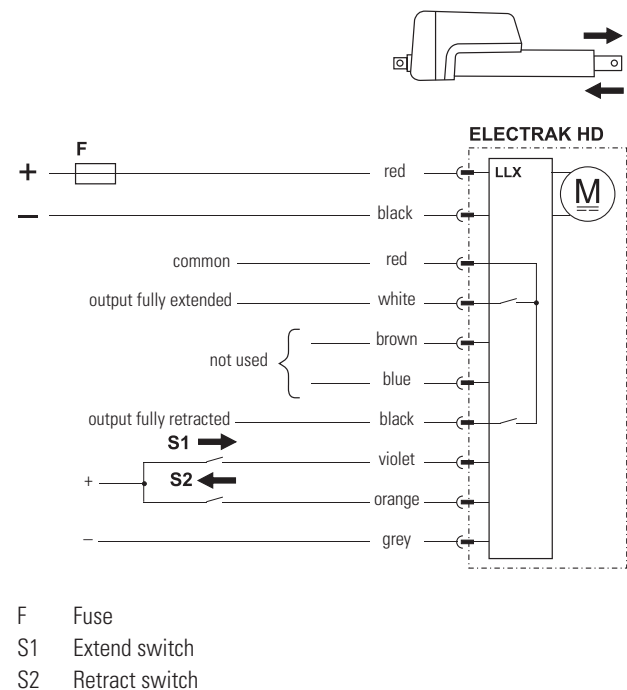 ELECTRAK HD
F
+ red LLX
M
– black
common red
output fully extended white
brown
not used
blue
output fully retracted black
S1
violet
+ S2
orange
– grey
F Fuse
S1 Extend switch
S2 Retract switch